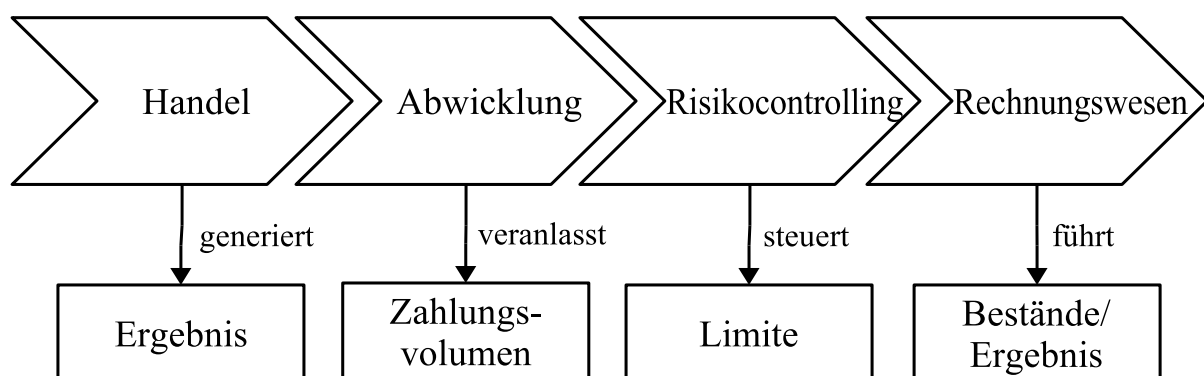 Handel
Abwicklung
Risikocontrolling
Rechnungswesen
generiert
veranlasst
steuert
führt
Ergebnis
Zahlungs-
volumen
Limite
Bestände/
Ergebnis